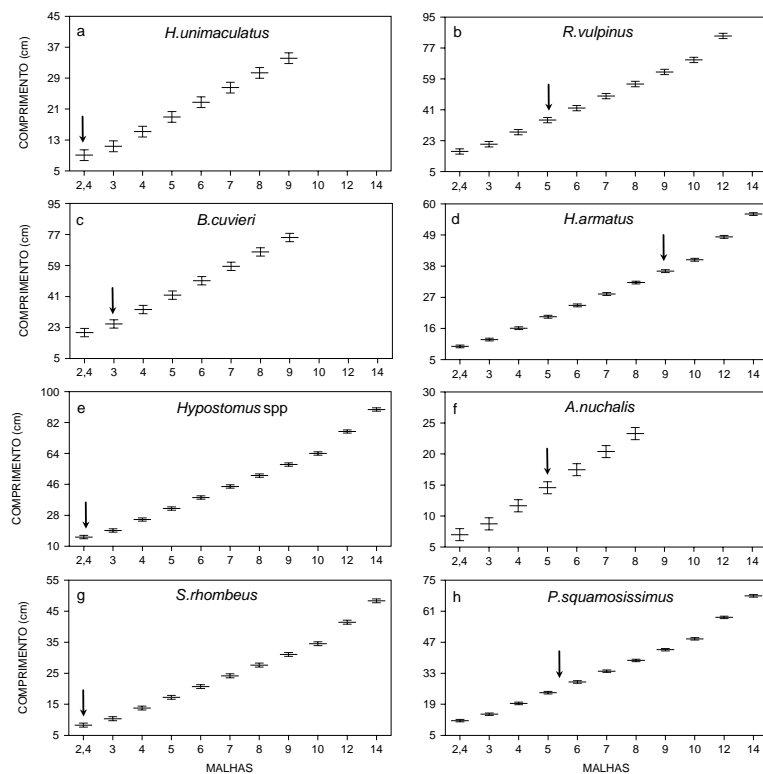 a H.unimaculatus
COMPRIMENTO (cm)
45
37
29
21
13
5
2,4 3 4 5 6 7 8 9 10 12 14
b R.vulpinus
95
77
59
41
23
5
2,4 3 4 5 6 7 8 9 10 12 14
c B.cuvieri
COMPRIMENTO (cm)
95
77
59
41
23
5
2,4 3 4 5 6 7 8 9 10 12 14
d H.armatus
60
49
38
27
16
5
2,4 3 4 5 6 7 8 9 10 12 14
e Hypostomus spp
COMPRIMENTO (cm)
100
82
64
46
28
10
2,4 3 4 5 6 7 8 9 10 12 14
f A.nuchalis
30
25
20
15
10
5
2,4 3 4 5 6 7 8 9 10 12 14
g S.rhombeus
COMPRIMENTO (cm)
55
45
35
25
15
5
2,4 3 4 5 6 7 8 9 10 12 14
MALHAS
h P.squamosissimus
75
61
47
33
19
5
2,4 3 4 5 6 7 8 9 10 12 14
MALHAS